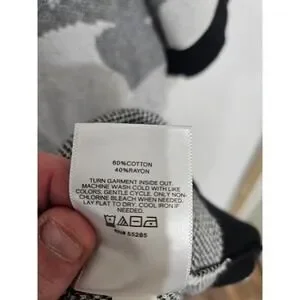 60%COTTON
40%RAYON
TURN GARMENT INSIDE OUT.
MACHINE WASH COLD WITH LIKE
COLORS, GENTLE CYCLE. ONLY NON-
CHLORINE BLEACH WHEN NEEDED.
LAY FLAT TO DRY. COOL IRON IF
NEEDED.
RN# 55285